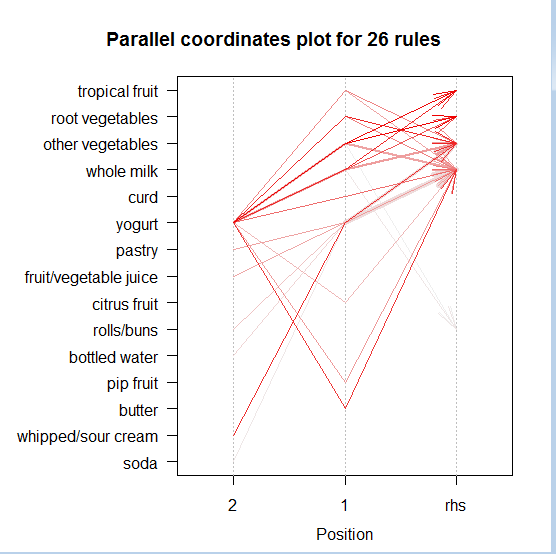 Parallel coordinates plot for 26 rules
tropical fruit
root vegetables
other vegetables
whole milk
curd
yogurt
pastry
fruit/vegetable juice
citrus fruit
rolls/buns
bottled water
pip fruit
butter
whipped/sour cream
soda
2 1 rhs
Position